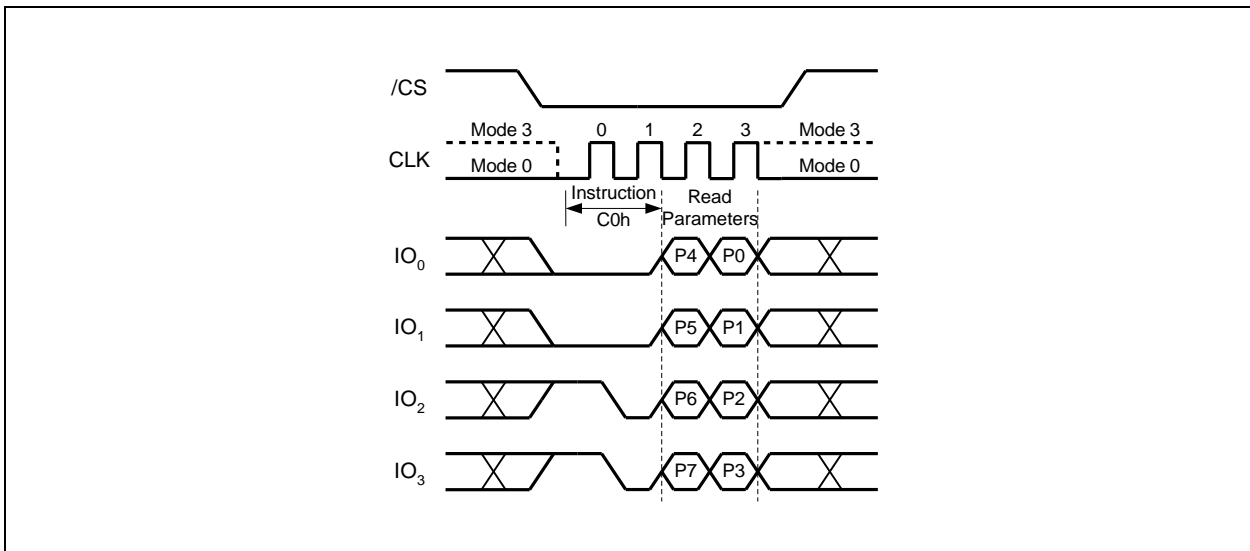 /CS
Mode 3 0 1 2 3 Mode 3
CLK
Mode 0 Mode 0
Instruction Read
C0h Parameters
IO0 P4 P0
IO1 P5 P1
IO2 P6 P2
IO3 P7 P3